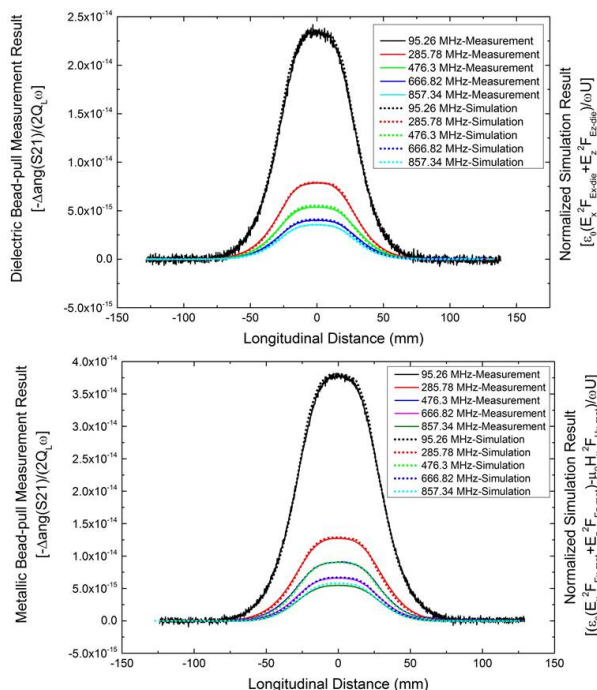 Dielectric Bead-pull Measurement Result
[-Δang(S21)/(2Q_Lω]
2.5x10⁻¹⁴
2.0x10⁻¹⁴
1.5x10⁻¹⁴
1.0x10⁻¹⁴
5.0x10⁻¹⁵
0.0
-5.0x10⁻¹⁵
-150
-100
-50
0
50
100
150
Longitudinal Distance (mm)
95.26 MHz-Measurement
285.78 MHz-Measurement
476.3 MHz-Measurement
666.82 MHz-Measurement
857.34 MHz-Measurement
95.26 MHz-Simulation
285.78 MHz-Simulation
476.3 MHz-Simulation
666.82 MHz-Simulation
857.34 MHz-Simulation
Normalized Simulation Result
[ε₀(E_x²F_Ex-die+E_z²F_Ez-die)/ωU]
Metallic Bead-pull Measurement Result
[-Δang(S21)/(2Q_Lω]
4.0x10⁻¹⁴
3.5x10⁻¹⁴
3.0x10⁻¹⁴
2.5x10⁻¹⁴
2.0x10⁻¹⁴
1.5x10⁻¹⁴
1.0x10⁻¹⁴
5.0x10⁻¹⁵
0.0
-5.0x10⁻¹⁵
-150
-100
-50
0
50
100
150
Longitudinal Distance (mm)
95.26 MHz-Measurement
285.78 MHz-Measurement
476.3 MHz-Measurement
666.82 MHz-Measurement
857.34 MHz-Measurement
95.26 MHz-Simulation
285.78 MHz-Simulation
476.3 MHz-Simulation
666.82 MHz-Simulation
857.34 MHz-Simulation
Normalized Simulation Result